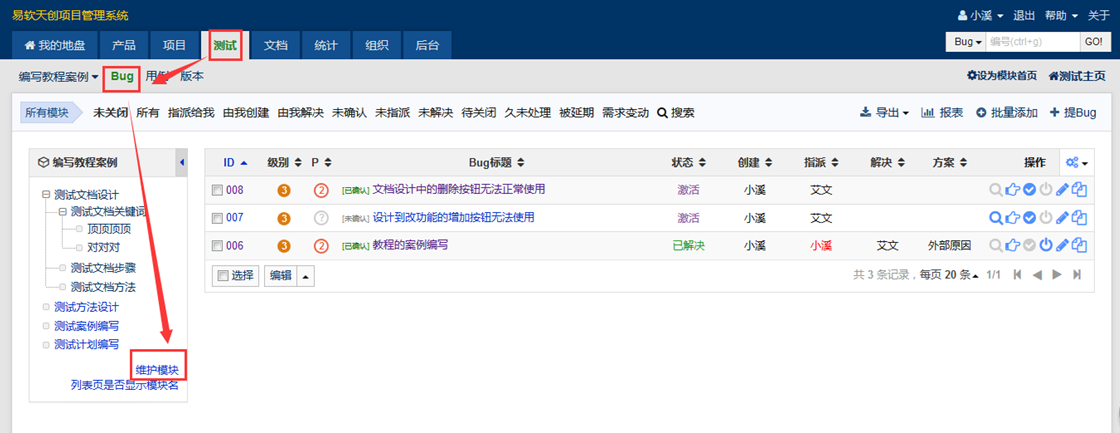 易软天创项目管理系统
小溪 退出 帮助 关于
我的地盘 产品 项目 测试 文档 统计 组织 后台
Bug 编号(ctrl+g) GO!
编写教程案例 Bug 用例 版本
设为模块首页 测试主页
所有模块 未关闭 所有 指派给我 由我创建 由我解决 未确认 未指派 未解决 待关闭 久未处理 被延期 需求变动 搜索 导出 报表 批量添加 提Bug
编写教程案例
测试文档设计
测试文档关键词
页页页页
对对对
测试文档步骤
测试文档方法
测试方法设计
测试案例编写
测试计划编写
维护模块
列表页是否显示模块名
ID 级别 P Bug标题 状态 创建 指派 解决 方案 操作
008 3 2 [已确认] 文档设计中的删除按钮无法正常使用 激活 小溪 艾文
007 3 ? [未确认] 设计到改功能的增加按钮无法使用 激活 小溪 艾文
006 3 2 [已确认] 教程的案例编写 已解决 小溪 小溪 艾文 外部原因
选择 编辑 共 3 条记录，每页 20 条 1/1